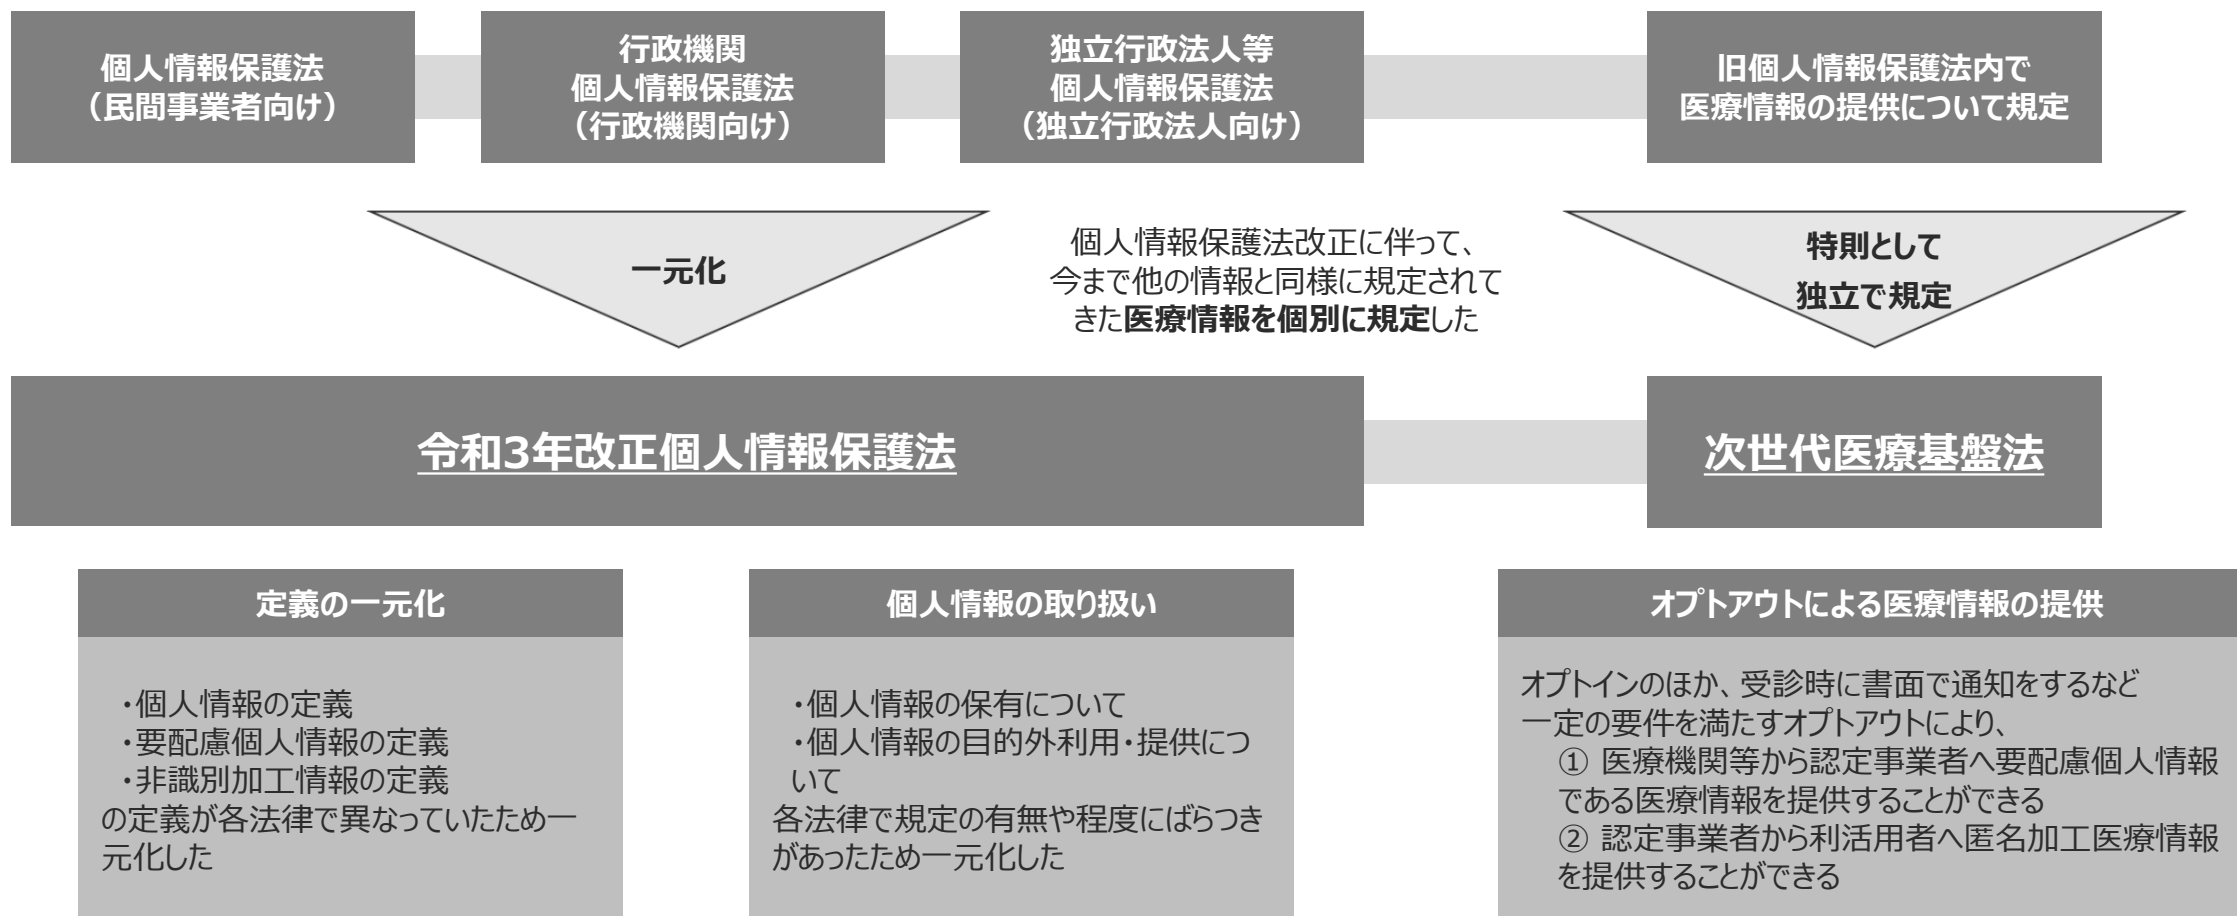 個人情報保護法
（民間事業者向け）
行政機関
個人情報保護法
（行政機関向け）
独立行政法人等
個人情報保護法
（独立行政法人向け）
旧個人情報保護法内で
医療情報の提供について規定
一元化
個人情報保護法改正に伴って、
今まで他の情報と同様に規定されて
きた医療情報を個別に規定した
特則として
独立で規定
令和3年改正個人情報保護法
次世代医療基盤法
定義の一元化
・個人情報の定義
・要配慮個人情報の定義
・非識別加工情報の定義
の定義が各法律で異なっていたため一
元化した
個人情報の取り扱い
・個人情報の保有について
・個人情報の目的外利用・提供につ
いて
各法律で規定の有無や程度にばらつき
があったため一元化した
オプトアウトによる医療情報の提供
オプトインのほか、受診時に書面で通知をするなど
一定の要件を満たすオプトアウトにより、
① 医療機関等から認定事業者へ要配慮個人情報
である医療情報を提供することができる
② 認定事業者から利活用者へ匿名加工医療情報
を提供することができる